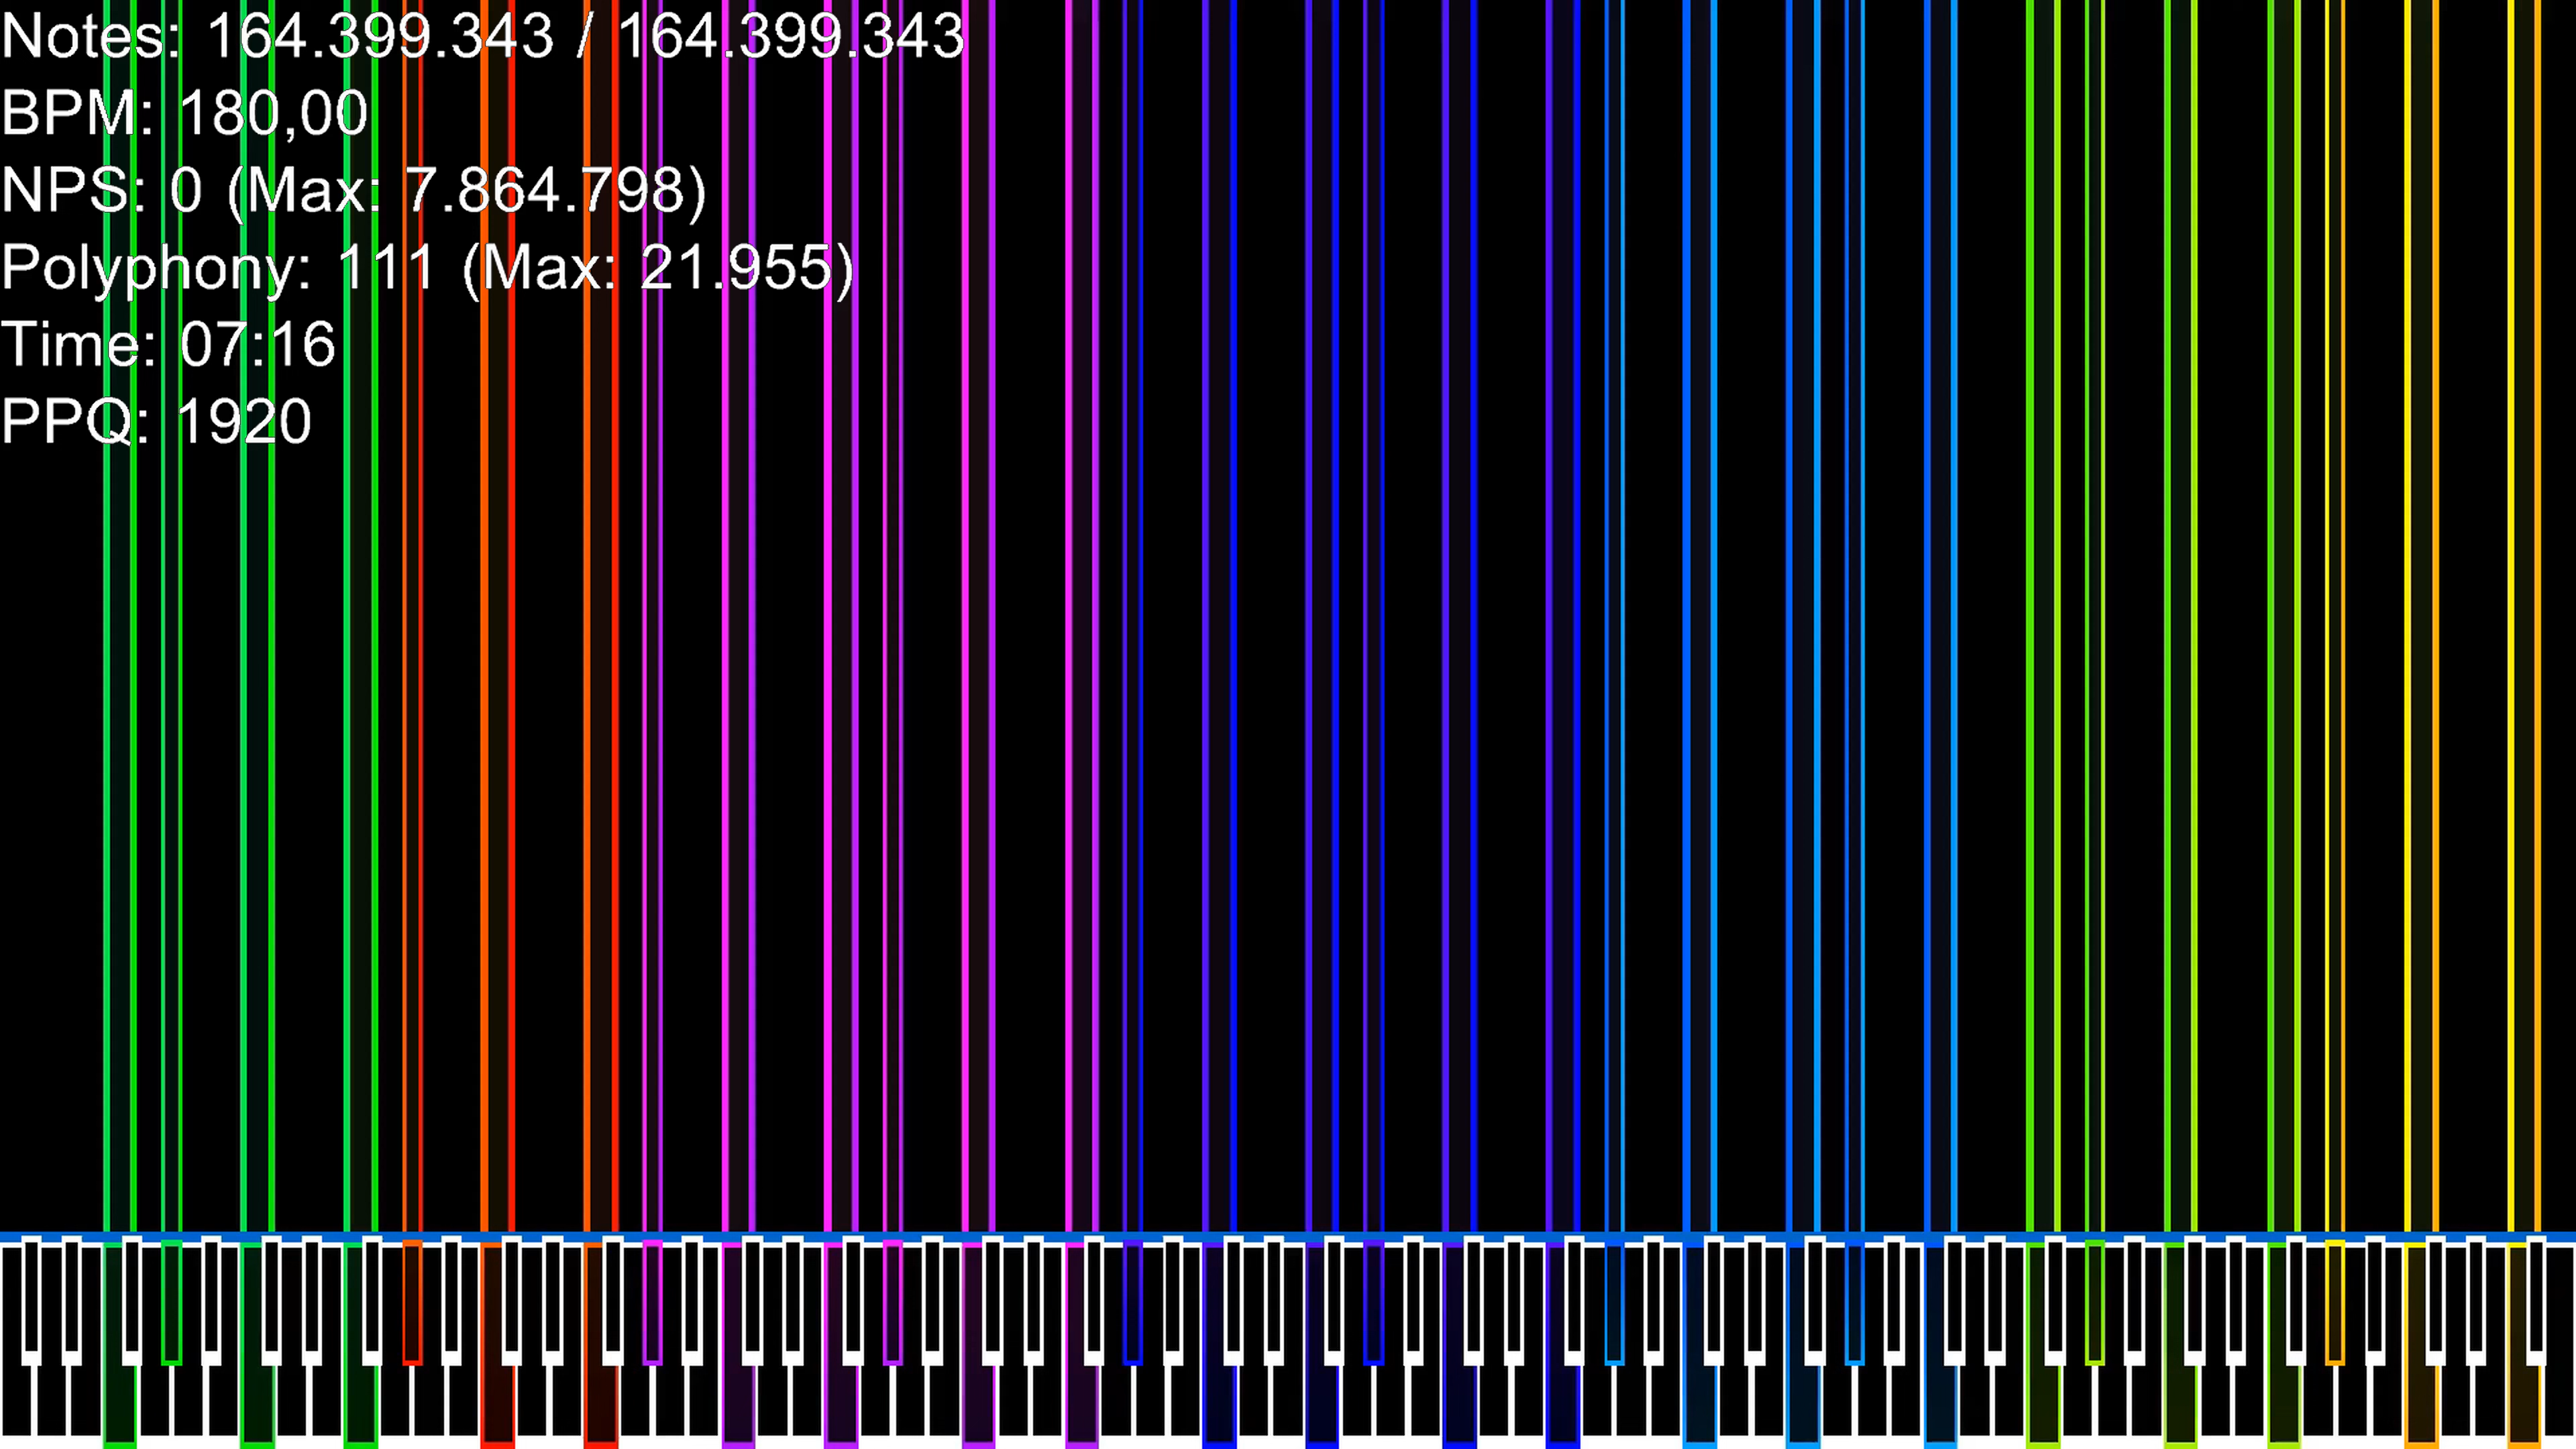 Notes: 164.399.343 / 164.399.343
BPM: 180,00
NPS: 0 (Max: 7.864.798)
Polyphony: 111 (Max: 21.955)
Time: 07:16
PPQ: 1920